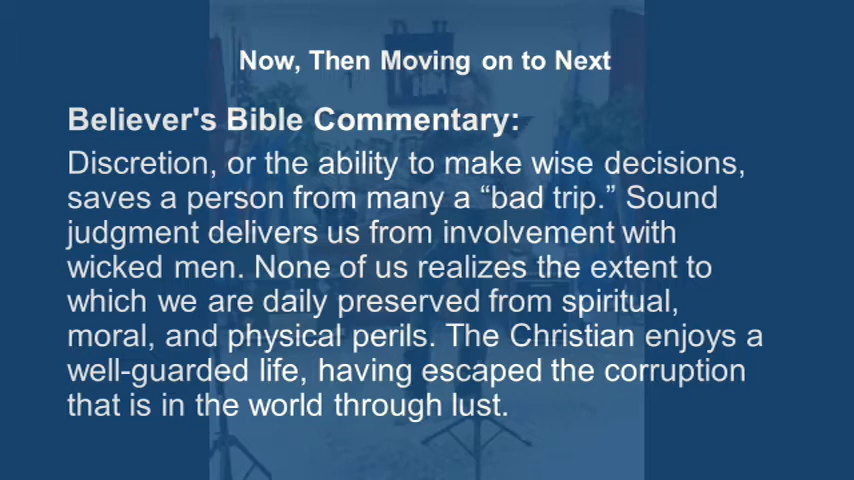 Now, Then Moving on to Next
Believer's Bible Commentary:
Discretion, or the ability to make wise decisions,
saves a person from many a “bad trip.” Sound
judgment delivers us from involvement with
wicked men. None of us realizes the extent to
which we are daily preserved from spiritual,
moral, and physical perils. The Christian enjoys a
well-guarded life, having escaped the corruption
that is in the world through lust.